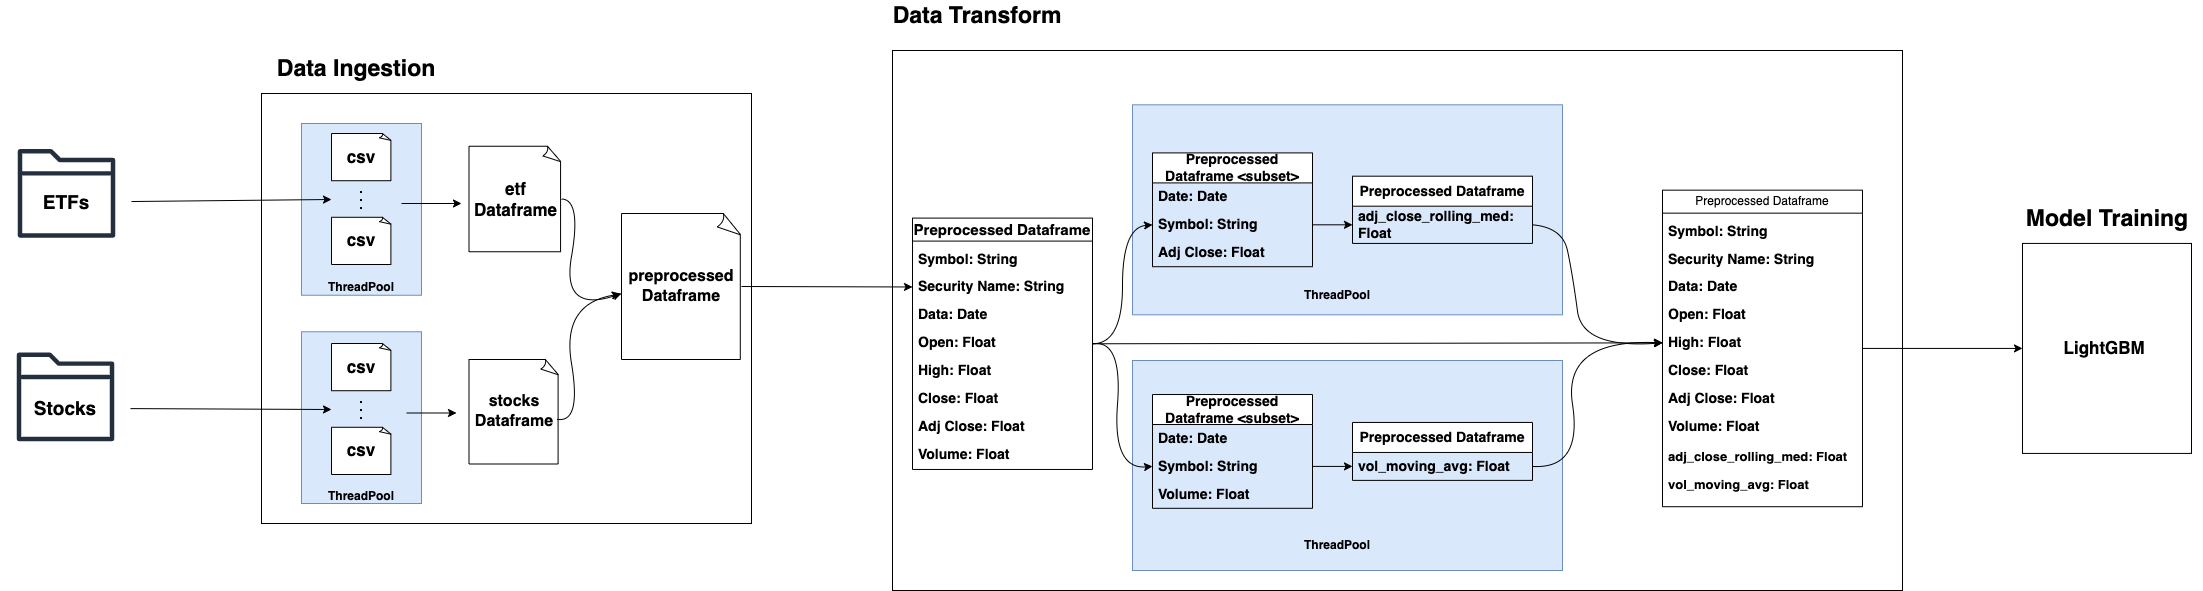 Data Ingestion
ETFs
csv
csv
ThreadPool
etf
Dataframe
Stocks
csv
csv
ThreadPool
stocks
Dataframe
preprocessed
Dataframe
Data Transform
Preprocessed Dataframe
Symbol: String
Security Name: String
Data: Date
Open: Float
High: Float
Close: Float
Adj Close: Float
Volume: Float
Preprocessed
Dataframe <subset>
Date: Date
Symbol: String
Adj Close: Float
Preprocessed Dataframe
adj_close_rolling_med:
Float
ThreadPool
Preprocessed
Dataframe <subset>
Date: Date
Symbol: String
Volume: Float
Preprocessed Dataframe
vol_moving_avg: Float
ThreadPool
Preprocessed Dataframe
Symbol: String
Security Name: String
Data: Date
Open: Float
High: Float
Close: Float
Adj Close: Float
Volume: Float
adj_close_rolling_med: Float
vol_moving_avg: Float
Model Training
LightGBM